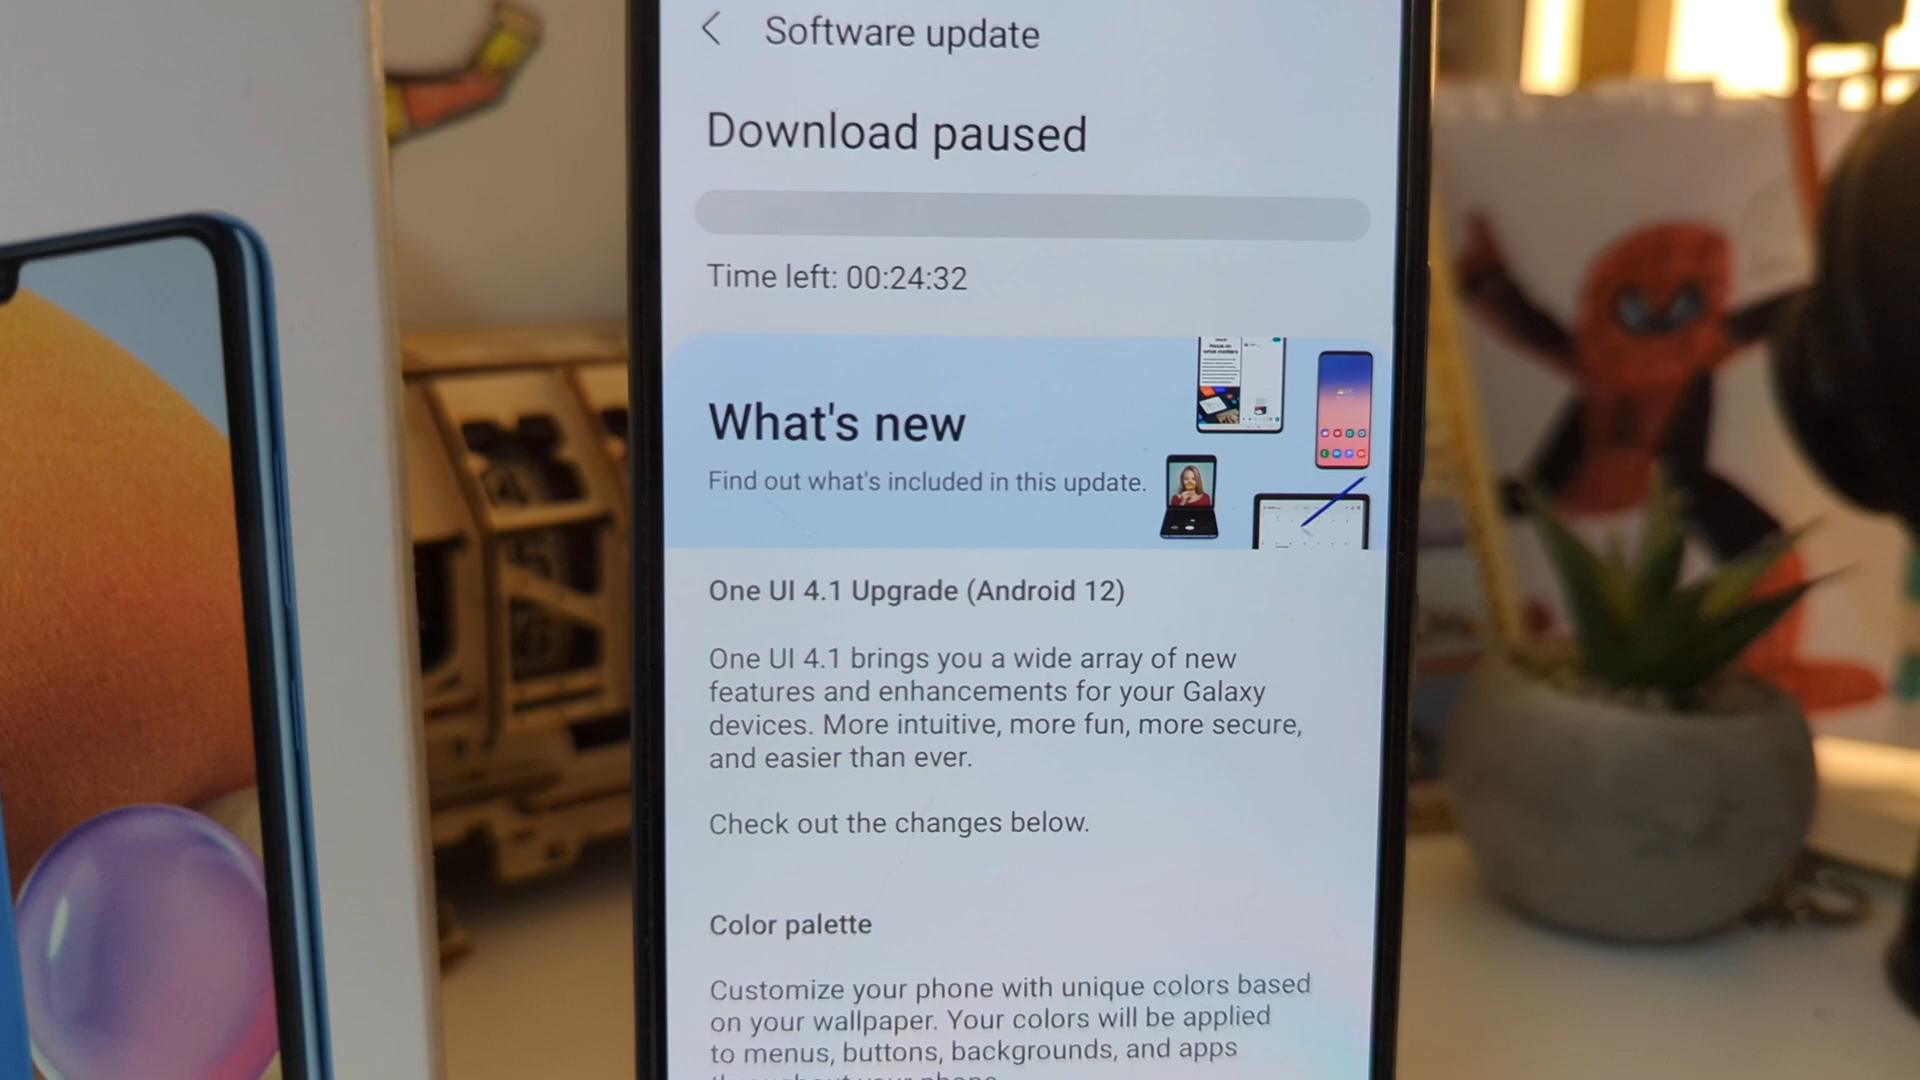 Software update
Download paused
Time left: 00:24:32
What's new
Find out what's included in this update.
One UI 4.1 Upgrade (Android 12)
One UI 4.1 brings you a wide array of new
features and enhancements for your Galaxy
devices. More intuitive, more fun, more secure,
and easier than ever.
Check out the changes below.
Color palette
Customize your phone with unique colors based
on your wallpaper. Your colors will be applied
to menus, buttons, backgrounds, and apps